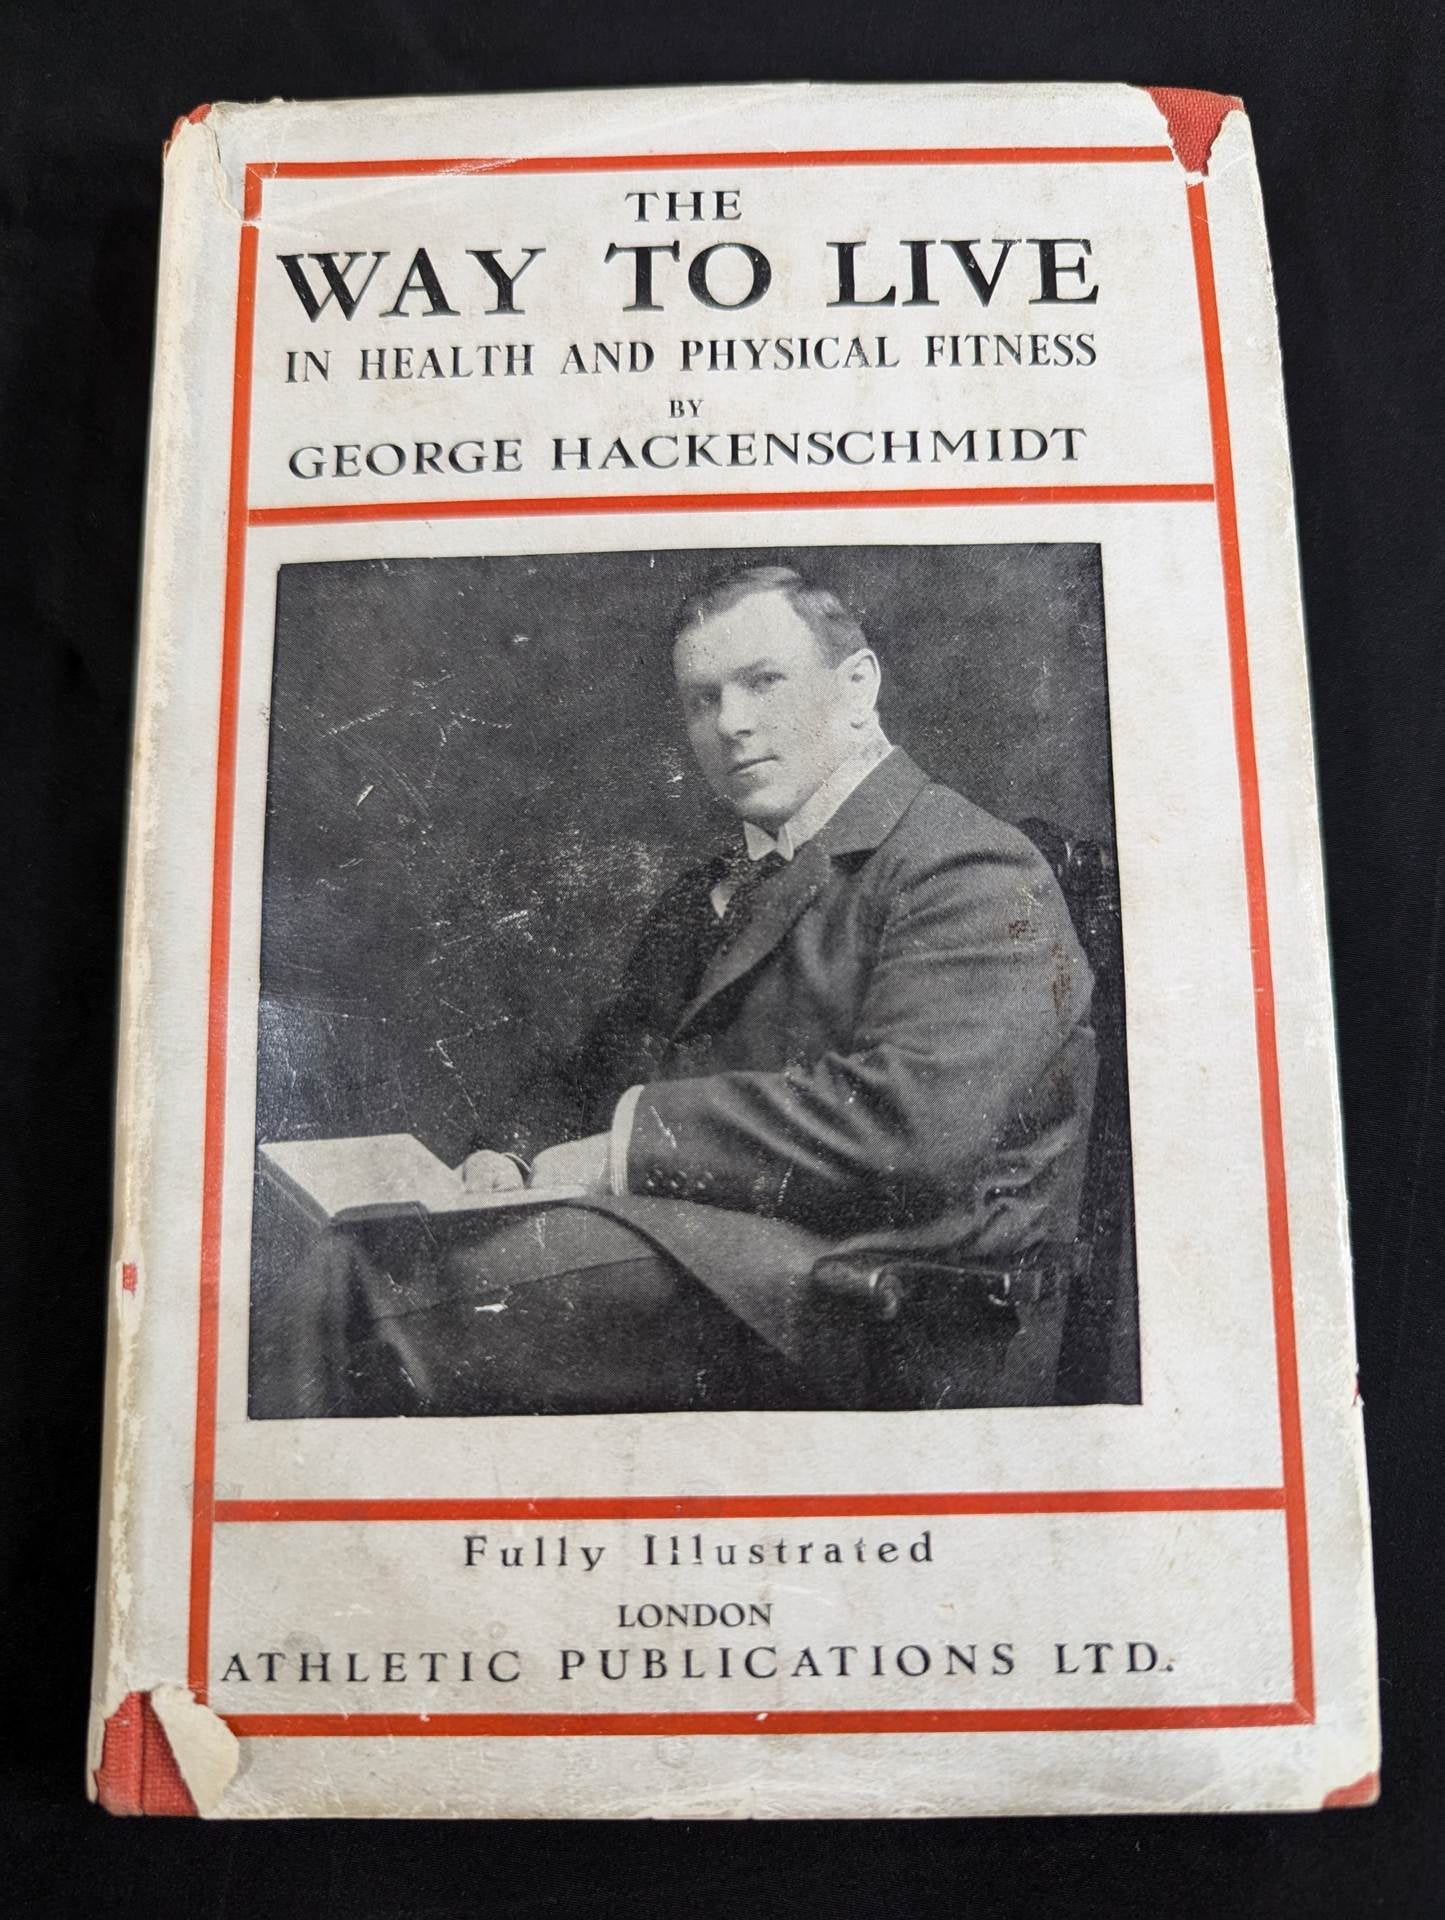 THE
WAY TO LIVE
IN HEALTH AND PHYSICAL FITNESS
BY
GEORGE HACKENSCHMIDT
Fully Illustrated
LONDON
ATHLETIC PUBLICATIONS LTD.